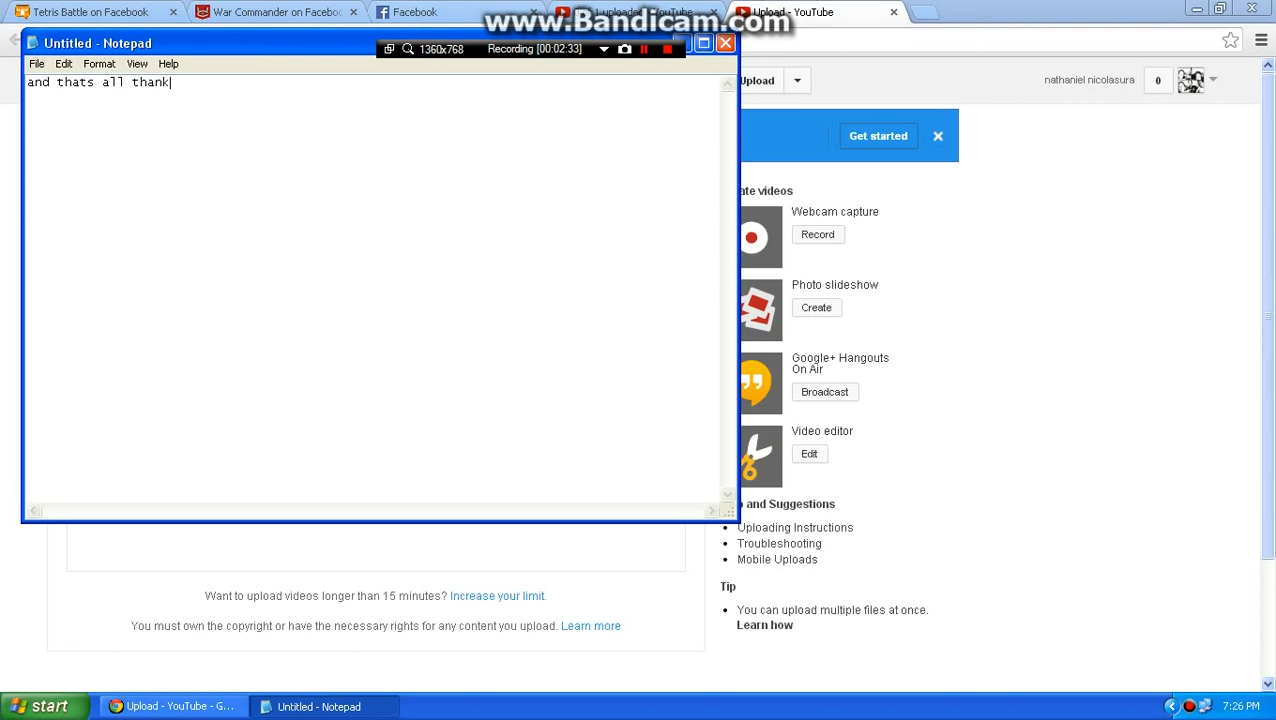 Tetris Battle on Facebook
War Commander on Facebook
Facebook
Upload - YouTube
www.Bandicam.com
Untitled - Notepad
1360x768
Recording [00:02:33]
File Edit Format View Help
and thats all thank
Upload
nathaniel nicolasura
0
Get started
ate videos
Webcam capture
Record
Photo slideshow
Create
Google+ Hangouts
On Air
Broadcast
Video editor
Edit
and Suggestions
Uploading Instructions
Troubleshooting
Mobile Uploads
Tip
You can upload multiple files at once.
Learn how
Want to upload videos longer than 15 minutes? Increase your limit.
You must own the copyright or have the necessary rights for any content you upload. Learn more
start
Upload - YouTube - G...
Untitled - Notepad
7:26 PM